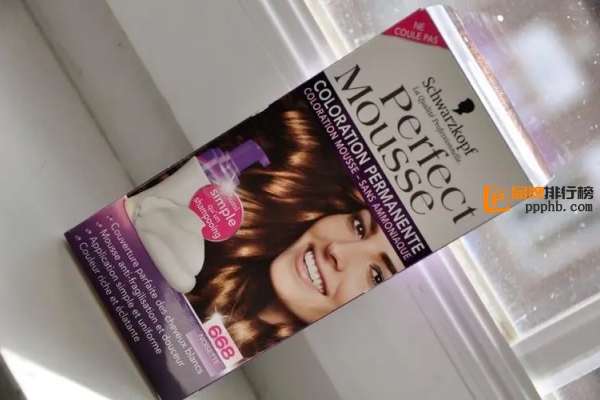 NE
COULE PAS
Schwarzkopf
La Qualité Professionnelle.
Perfect
Mousse
COLORATION PERMANENTE
COLORATION MOUSSE - SANS AMMONIAQUE
simple
qu'un
shampooing
Couverture parfaite des cheveux blancs
Mousse anti-fragilisation et douceur
Application simple et uniforme
Couleur riche et éclatante
668
NOISETTE
品牌排行榜
ppphb.com